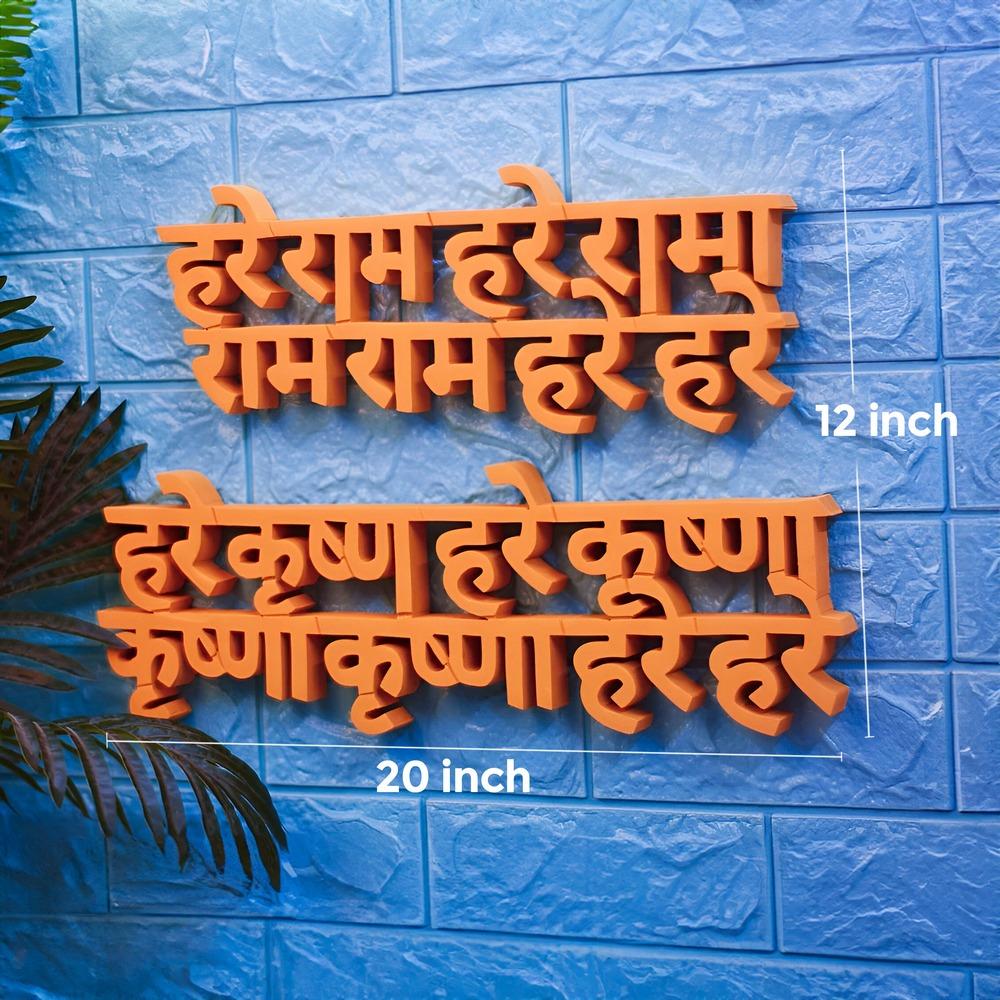 हरे राम हरे रामा
राम राम हरे हरे
12 inch
हरे कृष्ण हरे कृष्णा
कृष्णा कृष्णा हरे हरे
20 inch